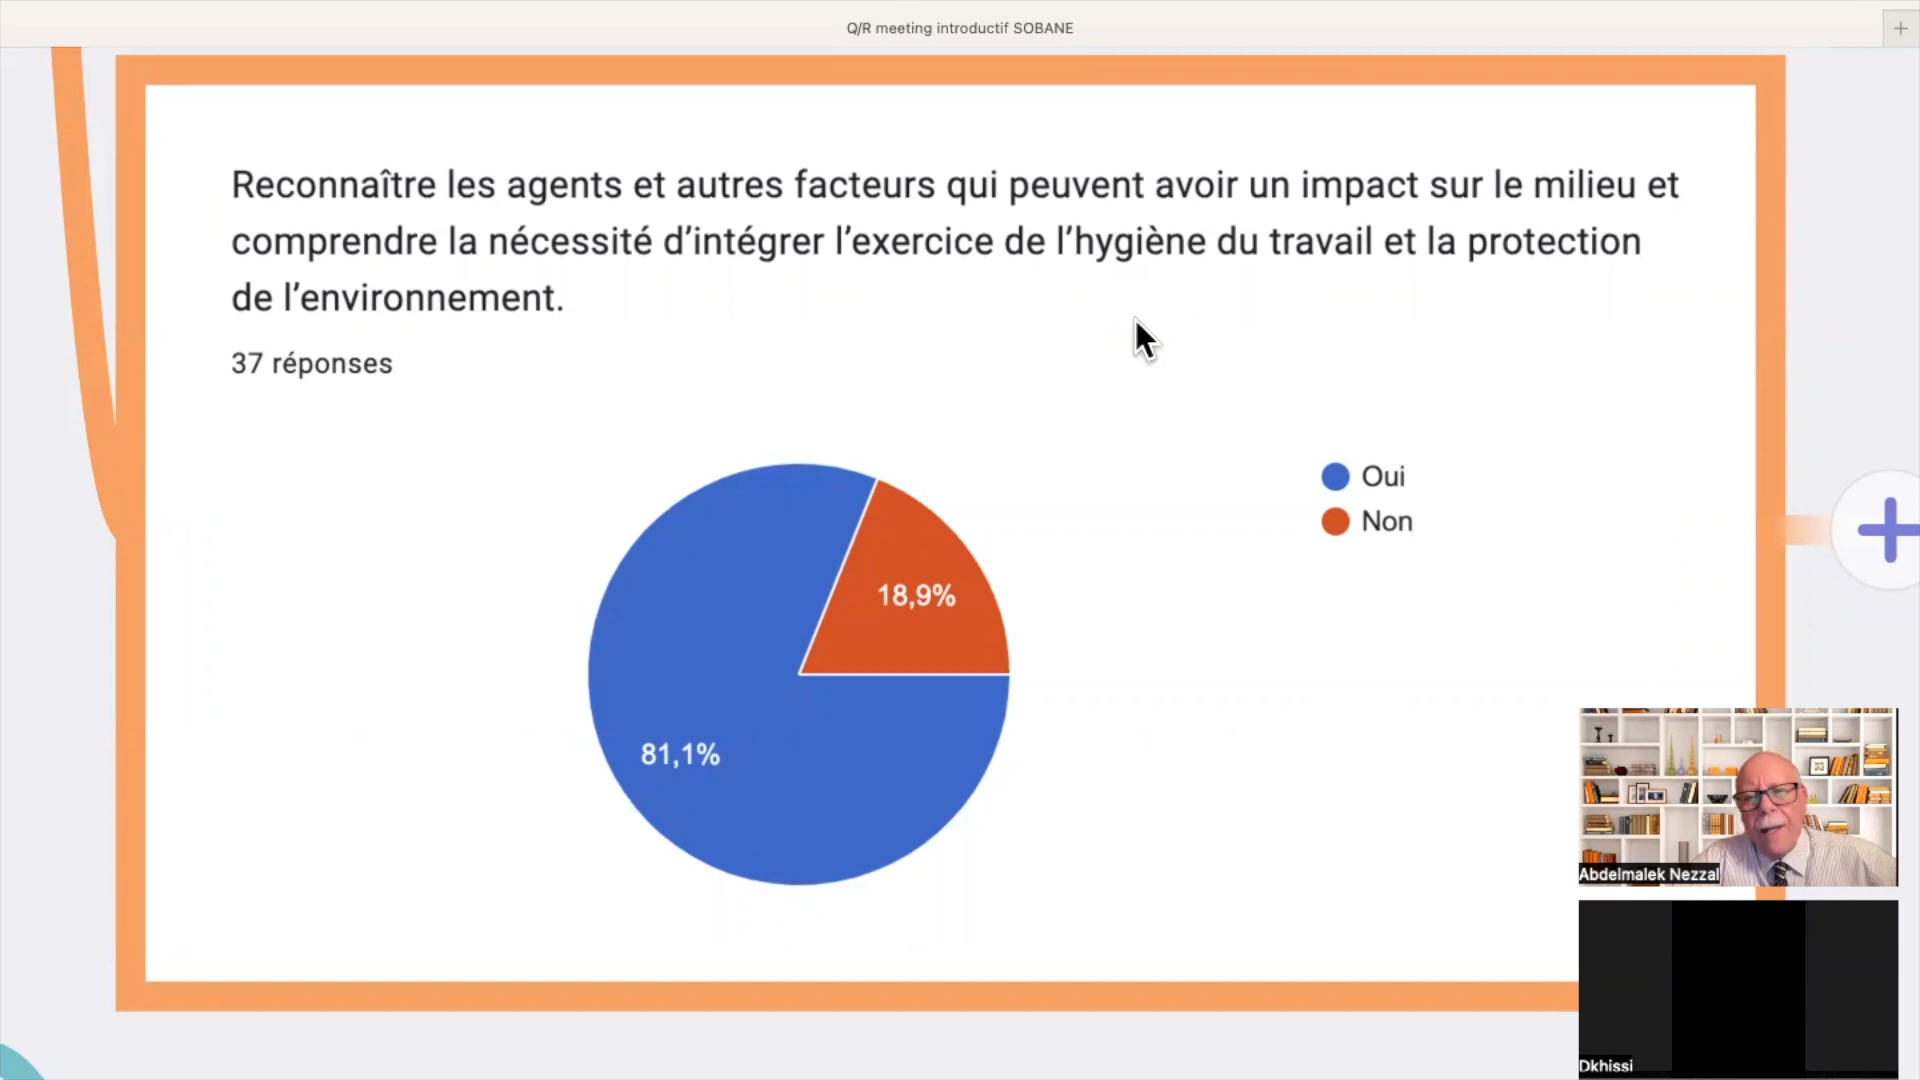 Q/R meeting introductif SOBANE
Reconnaître les agents et autres facteurs qui peuvent avoir un impact sur le milieu et
comprendre la nécessité d’intégrer l’exercice de l’hygiène du travail et la protection
de l’environnement.
37 réponses
Oui
Non
18,9%
81,1%
Abdelmalek Nezzal
Dkhissi